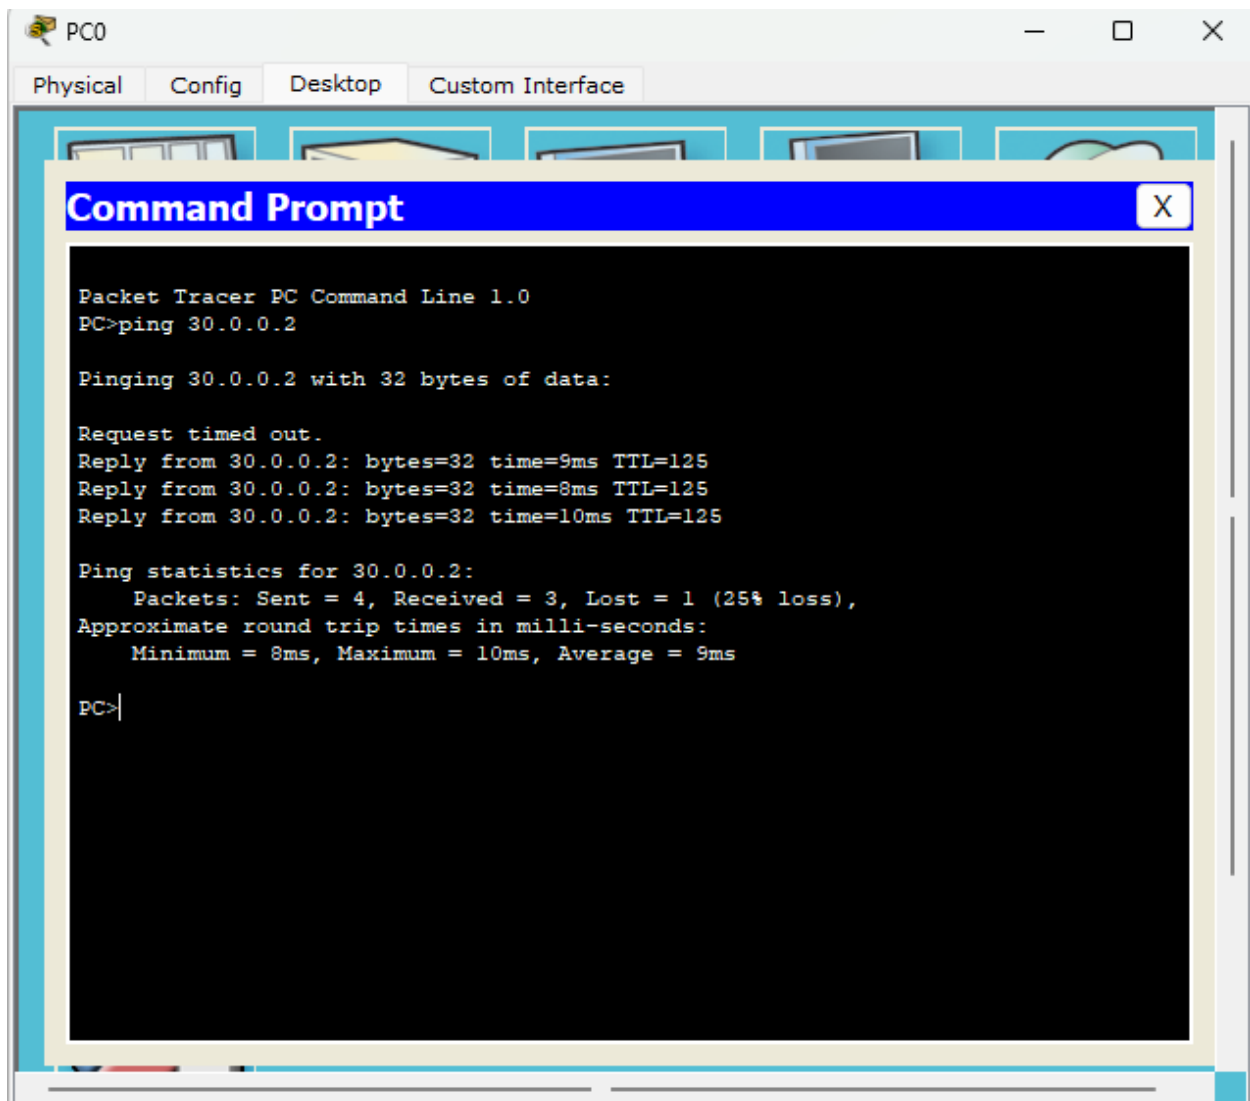 PC0
Physical Config Desktop Custom Interface
Command Prompt X
Packet Tracer PC Command Line 1.0
PC>ping 30.0.0.2
Pinging 30.0.0.2 with 32 bytes of data:
Request timed out.
Reply from 30.0.0.2: bytes=32 time=9ms TTL=125
Reply from 30.0.0.2: bytes=32 time=8ms TTL=125
Reply from 30.0.0.2: bytes=32 time=10ms TTL=125
Ping statistics for 30.0.0.2:
Packets: Sent = 4, Received = 3, Lost = 1 (25% loss),
Approximate round trip times in milli-seconds:
Minimum = 8ms, Maximum = 10ms, Average = 9ms
PC>